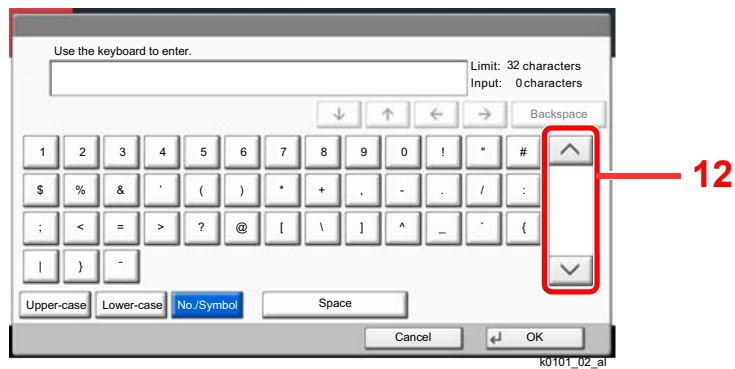 Use the keyboard to enter.
Limit: 32 characters
Input: 0 characters
Backspace
1 2 3 4 5 6 7 8 9 0 ! " #
$ % & ' ( ) * + , - . / :
; < = > ? @ [ \ ] ^ _ ` {
| } ~
12
Upper-case Lower-case No./Symbol Space
Cancel OK
k0101_02_al